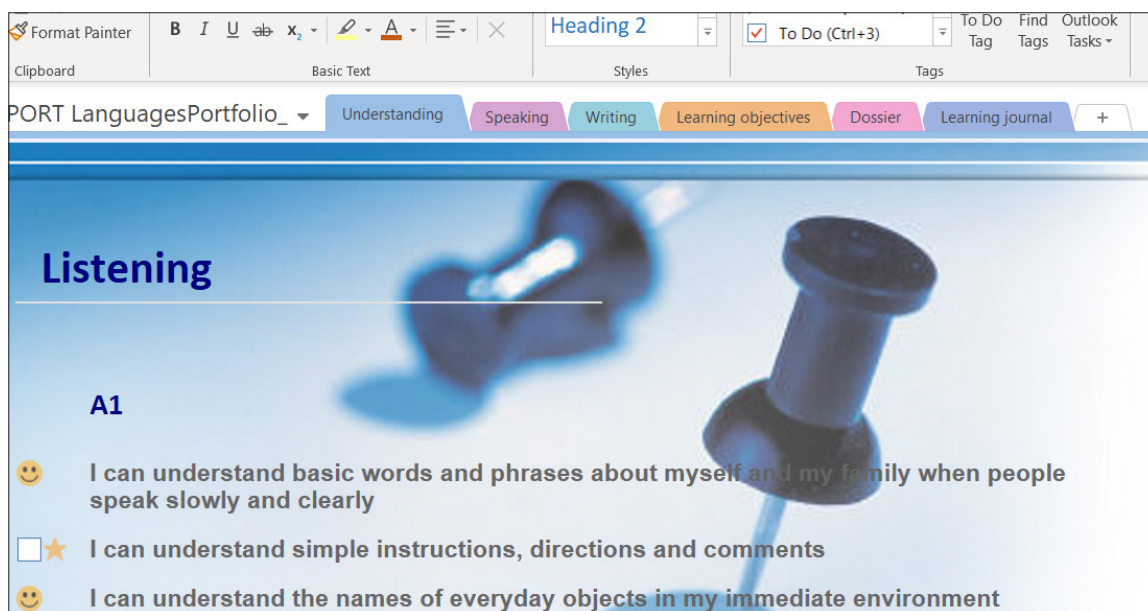 Format Painter
B I U ab x2 A
Heading 2
To Do (Ctrl+3)
To Do Tag
Find Tags
Outlook Tasks
Clipboard
Basic Text
Styles
Tags
PORT LanguagesPortfolio_
Understanding
Speaking
Writing
Learning objectives
Dossier
Learning journal
+
Listening
A1
I can understand basic words and phrases about myself and my family when people
speak slowly and clearly
I can understand simple instructions, directions and comments
I can understand the names of everyday objects in my immediate environment